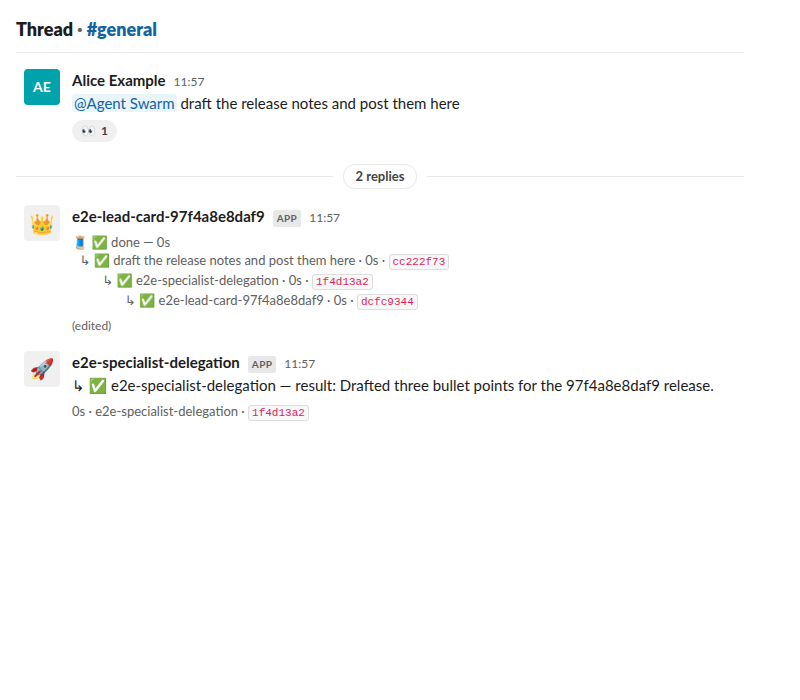 Thread • #general
AE
Alice Example 11:57
@Agent Swarm draft the release notes and post them here
👀 1
2 replies
e2e-lead-card-97f4a8e8daf9 APP 11:57
🧵 ✅ done — 0s
↳ ✅ draft the release notes and post them here · 0s · cc222f73
↳ ✅ e2e-specialist-delegation · 0s · 1f4d13a2
↳ ✅ e2e-lead-card-97f4a8e8daf9 · 0s · dcfc9344
(edited)
e2e-specialist-delegation APP 11:57
↳ ✅ e2e-specialist-delegation — result: Drafted three bullet points for the 97f4a8e8daf9 release.
0s · e2e-specialist-delegation · 1f4d13a2